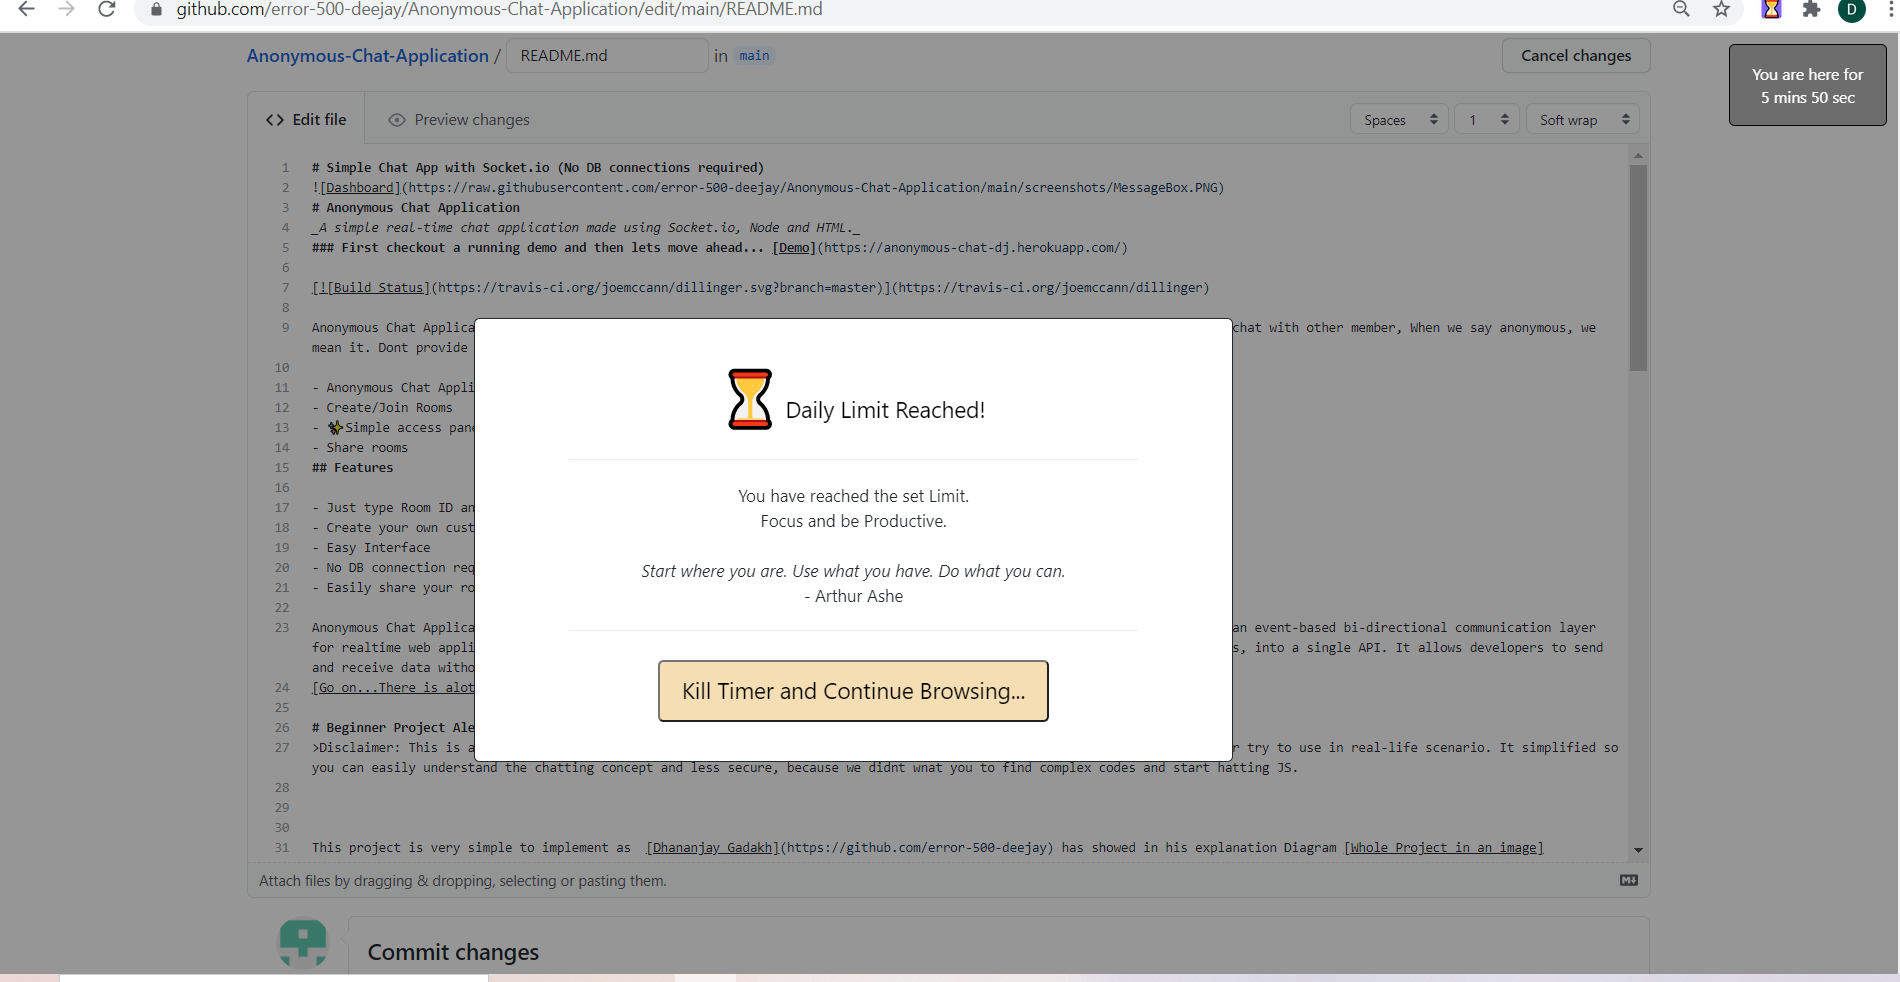 github.com/error-500-deejay/Anonymous-Chat-Application/edit/main/README.md
D
Anonymous-Chat-Application / README.md in main
Cancel changes
You are here for
5 mins 50 sec
<> Edit file
Preview changes
Spaces
1
Soft wrap
1 # Simple Chat App with Socket.io (No DB connections required)
2 ![Dashboard](https://raw.githubusercontent.com/error-500-deejay/Anonymous-Chat-Application/main/screenshots/MessageBox.PNG)
3 # Anonymous Chat Application
4 _A simple real-time chat application made using Socket.io, Node and HTML._
5 ### First checkout a running demo and then lets move ahead... [Demo](https://anonymous-chat-dj.herokuapp.com/)
6
7 [![Build Status](https://travis-ci.org/joemccann/dillinger.svg?branch=master)](https://travis-ci.org/joemccann/dillinger)
8
9 Anonymous Chat Applica chat with other member, When we say anonymous, we
mean it. Dont provide
10
11 - Anonymous Chat Appli
12 - Create/Join Rooms
13 - ✨Simple access pane
14 - Share rooms
15 ## Features
16
17 - Just type Room ID an
18 - Create your own cust
19 - Easy Interface
20 - No DB connection req
21 - Easily share your ro
22
23 Anonymous Chat Applica an event-based bi-directional communication layer
for realtime web appli s, into a single API. It allows developers to send
and receive data witho
24 [Go on...There is alot
25
26 # Beginner Project Ale
27 >Disclaimer: This is a r try to use in real-life scenario. It simplified so
you can easily understand the chatting concept and less secure, because we didnt wnat you to find complex codes and start hatting JS.
28
29
30
31 This project is very simple to implement as [Dhananjay Gadakh](https://github.com/error-500-deejay) has showed in his explanation Diagram [Whole Project in an image]
Daily Limit Reached!
You have reached the set Limit.
Focus and be Productive.
Start where you are. Use what you have. Do what you can.
- Arthur Ashe
Kill Timer and Continue Browsing...
Attach files by dragging & dropping, selecting or pasting them.
Commit changes